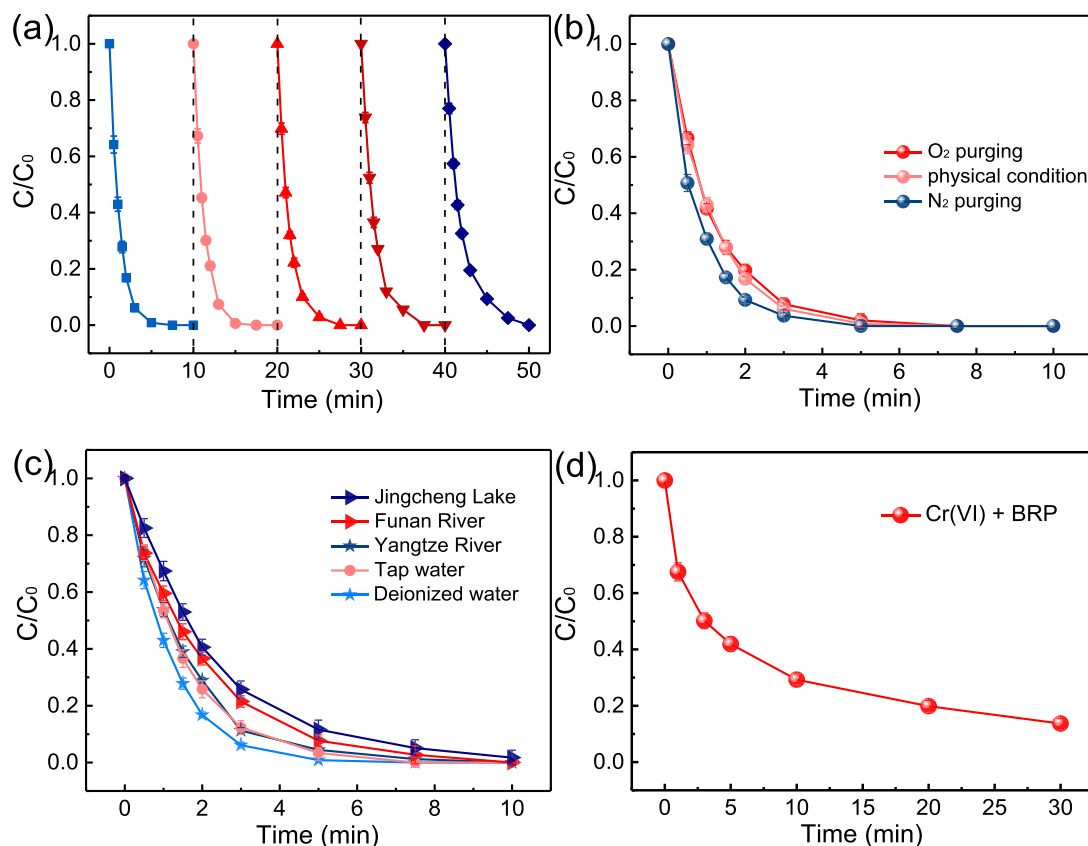 (a)
1.0
0.8
0.6
0.4
0.2
0.0
C/C₀
0 10 20 30 40 50
Time (min)
(b)
1.0
0.8
0.6
0.4
0.2
0.0
C/C₀
O₂ purging
physical condition
N₂ purging
0 2 4 6 8 10
Time (min)
(c)
1.0
0.8
0.6
0.4
0.2
0.0
C/C₀
Jingcheng Lake
Funan River
Yangtze River
Tap water
Deionized water
0 2 4 6 8 10
Time (min)
(d)
1.0
0.8
0.6
0.4
0.2
0.0
C/C₀
Cr(VI) + BRP
0 5 10 15 20 25 30
Time (min)